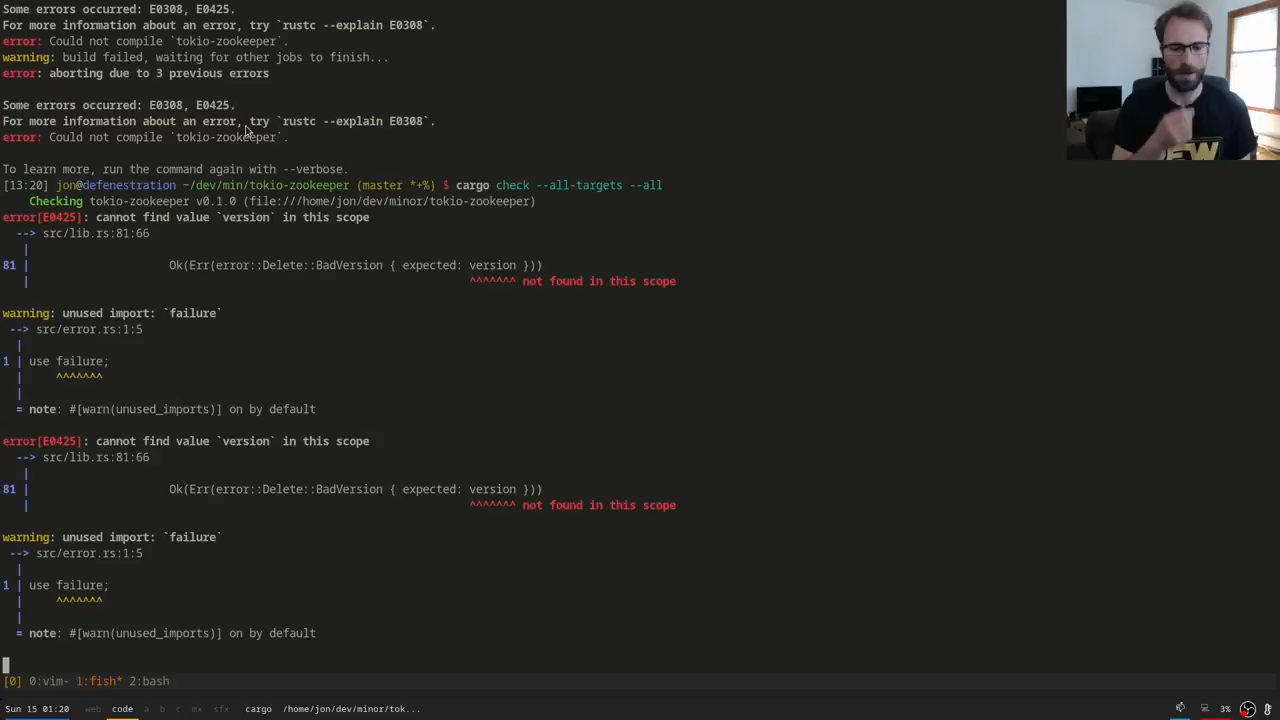 Some errors occurred: E0308, E0425.
For more information about an error, try `rustc --explain E0308`.
error: Could not compile `tokio-zookeeper`.
warning: build failed, waiting for other jobs to finish...
error: aborting due to 3 previous errors
Some errors occurred: E0308, E0425.
For more information about an error, try `rustc --explain E0308`.
error: Could not compile `tokio-zookeeper`.
To learn more, run the command again with --verbose.
[13:20] jon@defenestration ~/dev/min/tokio-zookeeper (master *+%) $ cargo check --all-targets --all
Checking tokio-zookeeper v0.1.0 (file:///home/jon/dev/minor/tokio-zookeeper)
error[E0425]: cannot find value `version` in this scope
--> src/lib.rs:81:66
|
81 | Ok(Err(error::Delete::BadVersion { expected: version }))
| ^^^^^^^ not found in this scope
warning: unused import: `failure`
--> src/error.rs:1:5
|
1 | use failure;
| ^^^^^^^
|
= note: #[warn(unused_imports)] on by default
error[E0425]: cannot find value `version` in this scope
--> src/lib.rs:81:66
|
81 | Ok(Err(error::Delete::BadVersion { expected: version }))
| ^^^^^^^ not found in this scope
warning: unused import: `failure`
--> src/error.rs:1:5
|
1 | use failure;
| ^^^^^^^
|
= note: #[warn(unused_imports)] on by default
[0] 0:vim- 1:fish* 2:bash
Sun 15 01:20 web code a b c mx sfx cargo /home/jon/dev/minor/tok... 3%